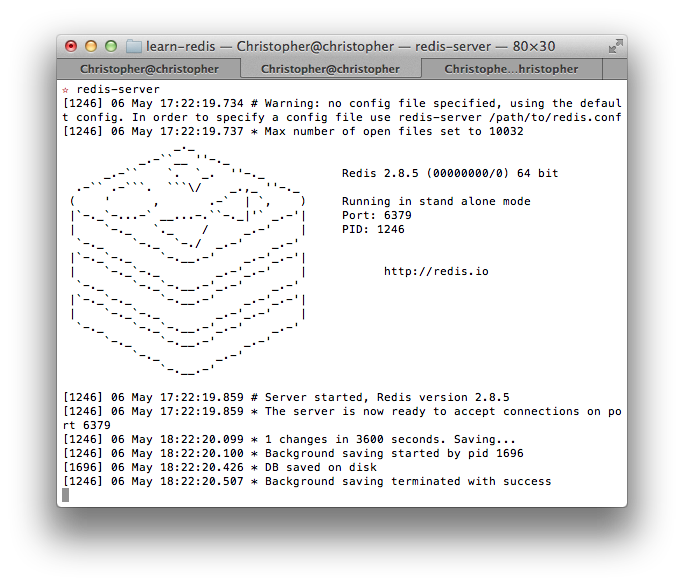 learn-redis — Christopher@christopher — redis-server — 80×30
Christopher@christopher
Christopher@christopher
Christophe...hristopher
☆ redis-server
[1246] 06 May 17:22:19.734 # Warning: no config file specified, using the defaul
t config. In order to specify a config file use redis-server /path/to/redis.conf
[1246] 06 May 17:22:19.737 * Max number of open files set to 10032
Redis 2.8.5 (00000000/0) 64 bit
Running in stand alone mode
Port: 6379
PID: 1246
http://redis.io
[1246] 06 May 17:22:19.859 # Server started, Redis version 2.8.5
[1246] 06 May 17:22:19.859 * The server is now ready to accept connections on po
rt 6379
[1246] 06 May 18:22:20.099 * 1 changes in 3600 seconds. Saving...
[1246] 06 May 18:22:20.100 * Background saving started by pid 1696
[1696] 06 May 18:22:20.426 * DB saved on disk
[1246] 06 May 18:22:20.507 * Background saving terminated with success